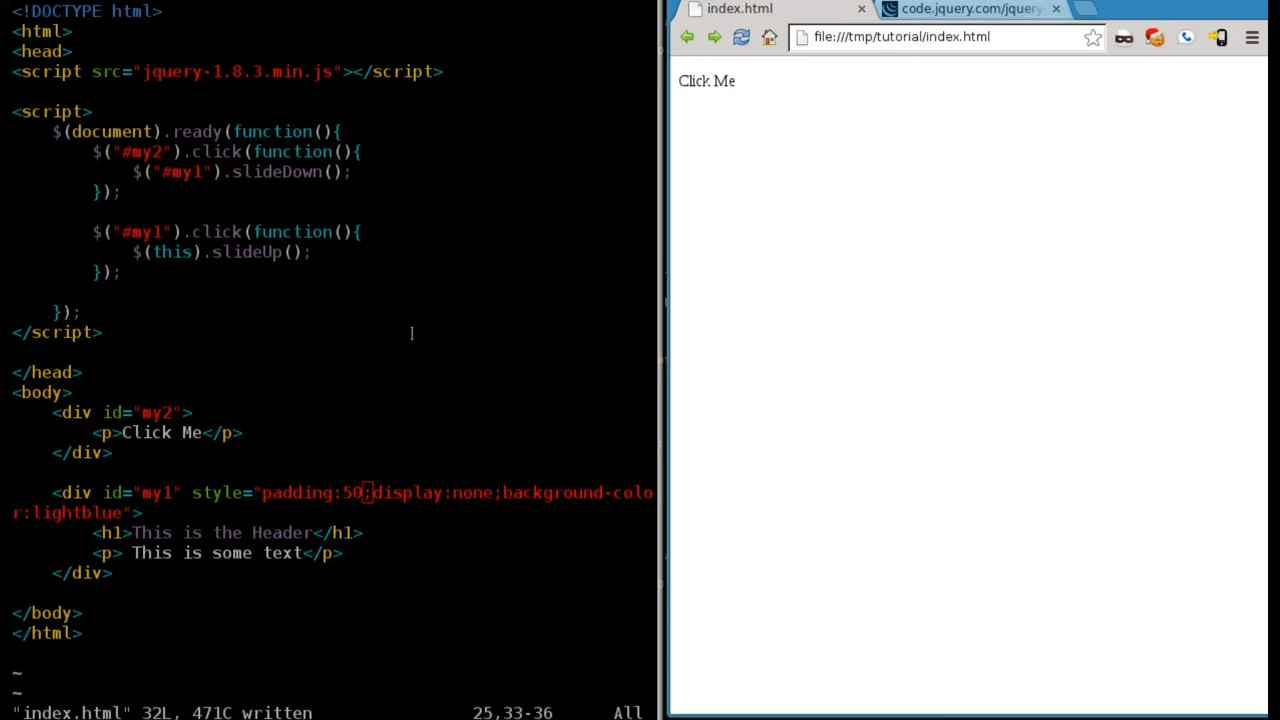 <!DOCTYPE html>
<html>
<head>
<script src="jquery-1.8.3.min.js"></script>
<script>
    $(document).ready(function(){
        $("#my2").click(function(){
            $("#my1").slideDown();
        });
        $("#my1").click(function(){
            $(this).slideUp();
        });
    });
</script>
</head>
<body>
    <div id="my2">
        <p>Click Me</p>
    </div>
    <div id="my1" style="padding:50;display:none;background-colo
r:lightblue">
        <h1>This is the Header</h1>
        <p> This is some text</p>
    </div>
</body>
</html>
~
~
"index.html" 32L, 471C written 25,33-36 All
index.html
code.jquery.com/jquery
file:///tmp/tutorial/index.html
Click Me